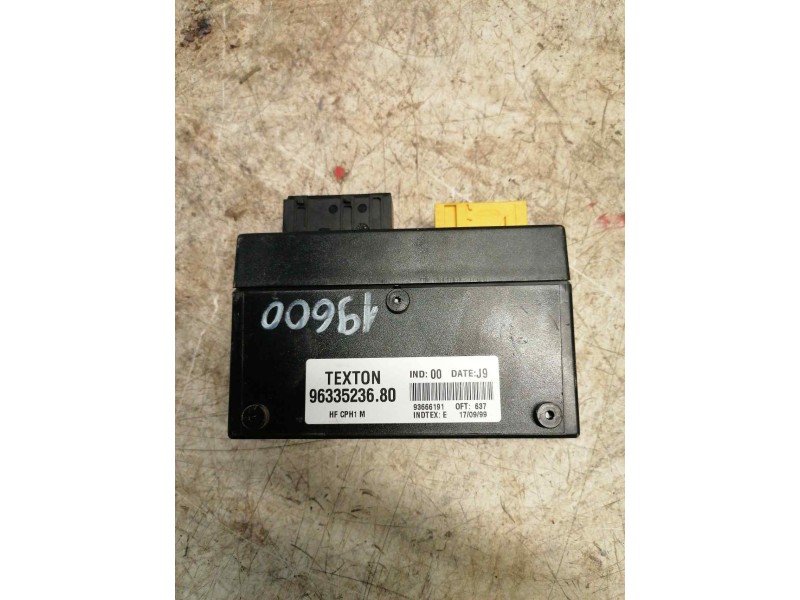 19600
TEXTON IND: 00 DATE: J9
96335236.80
93666191 OFT: 637
HF CPH1 M INDTEX: E 17/09/99